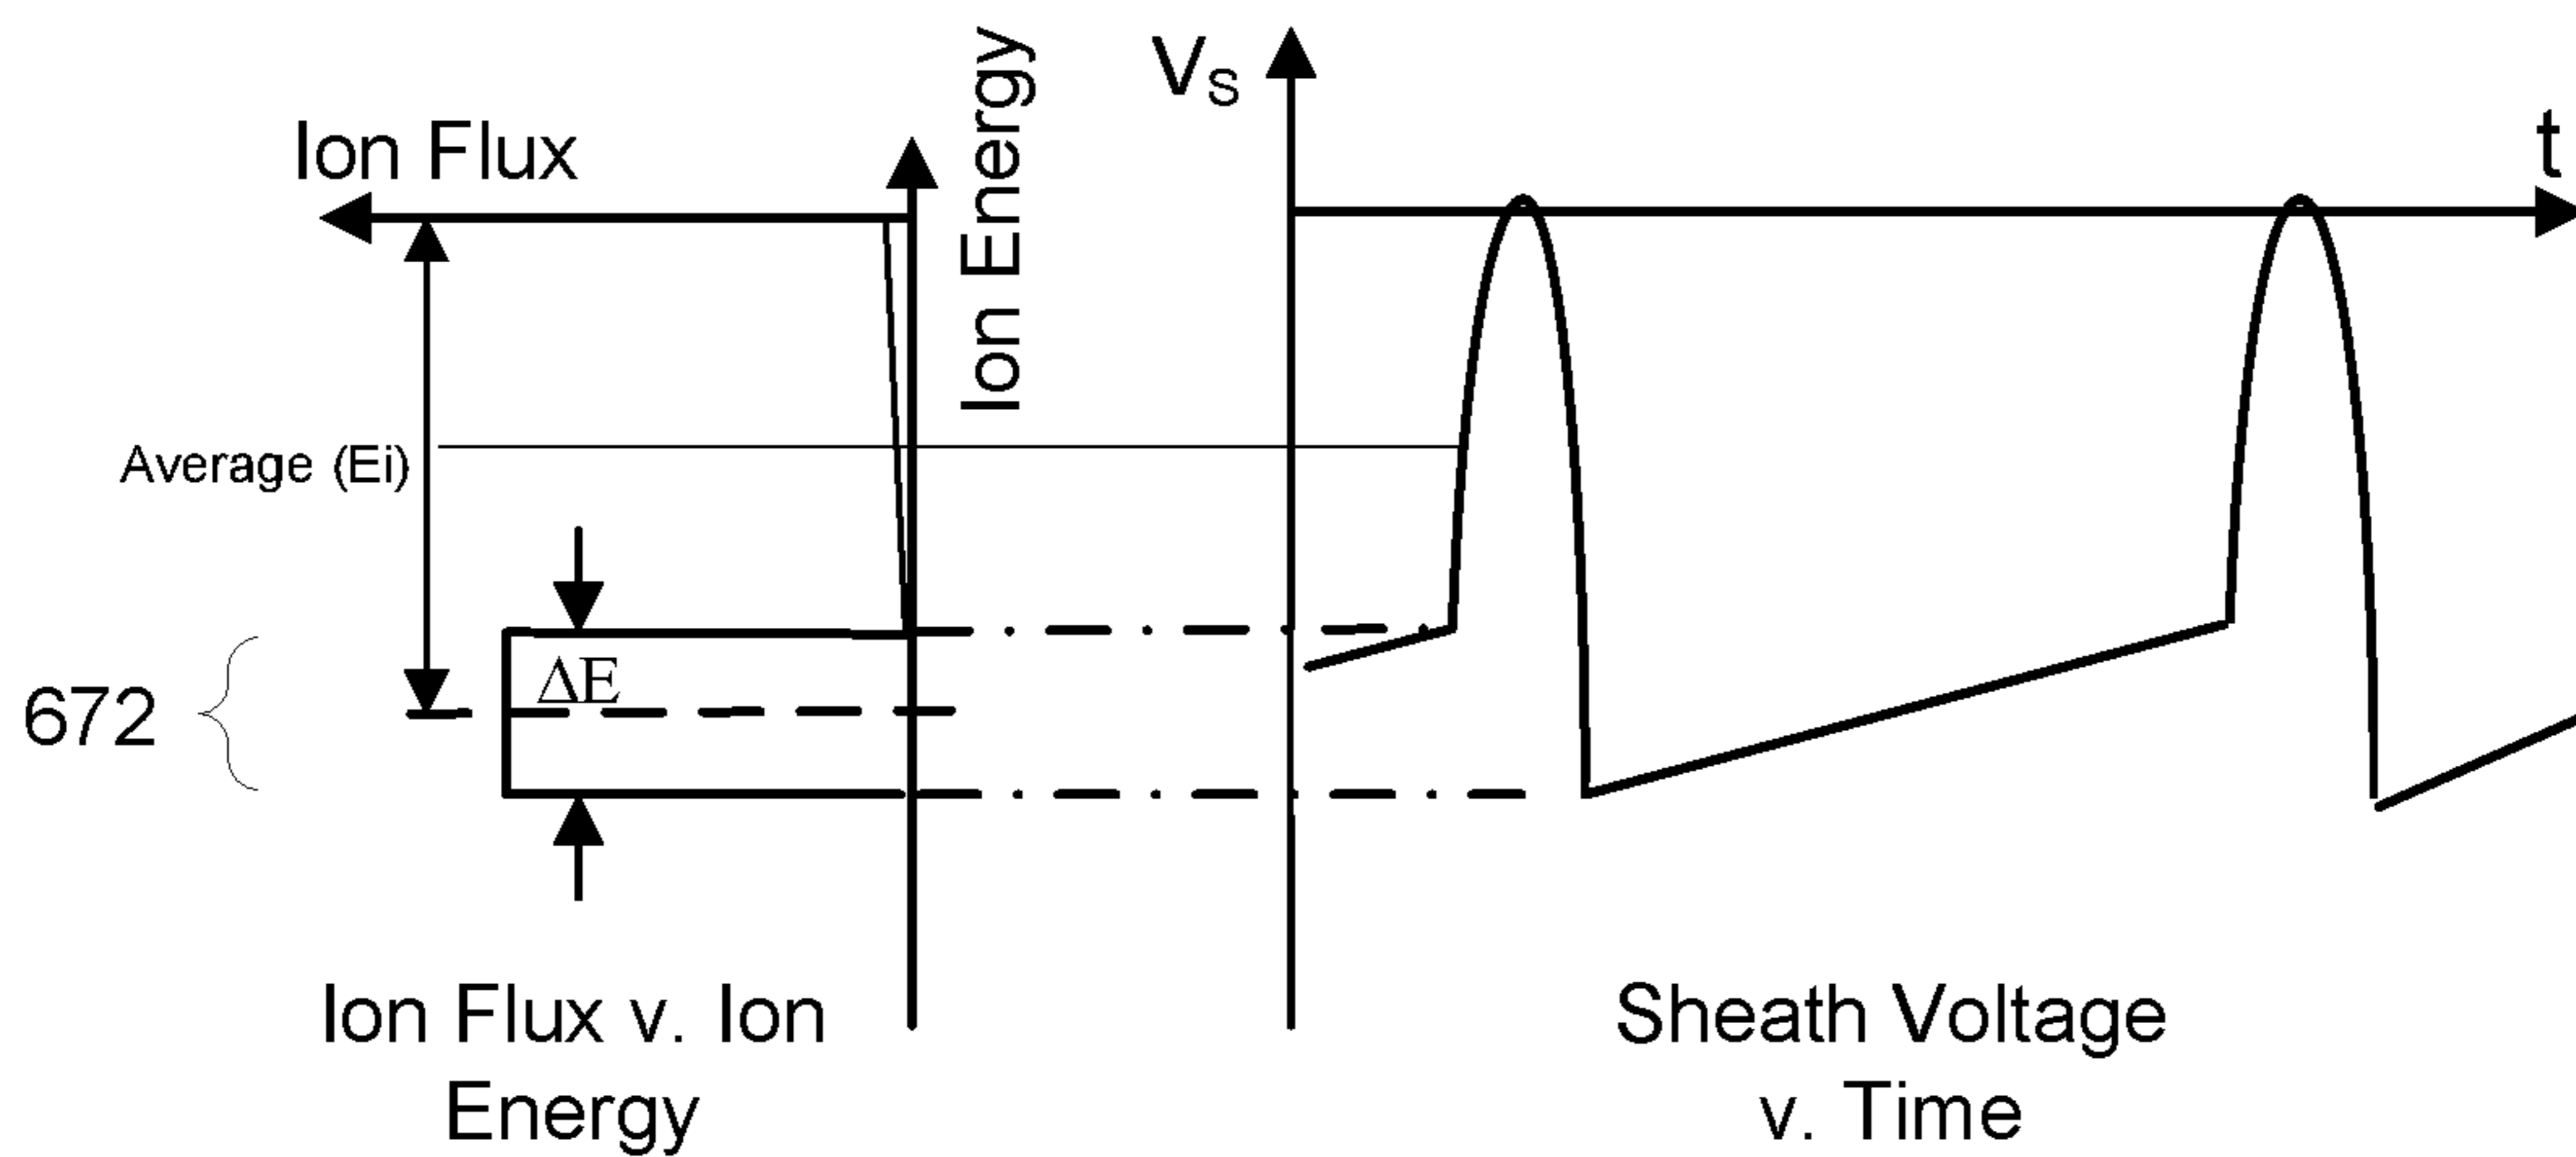 Ion Flux
Ion Energy
VS
t
Average (Ei)
ΔE
672
Ion Flux v. Ion
Energy
Sheath Voltage
v. Time